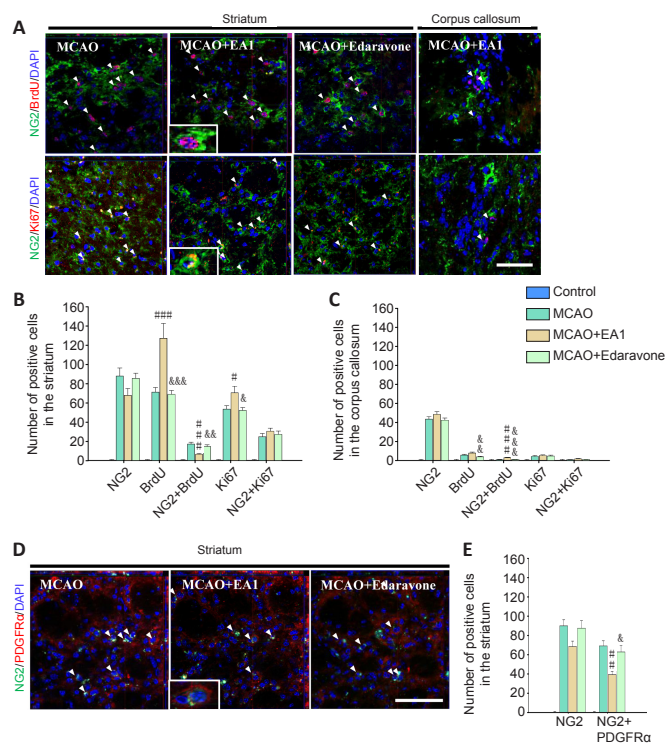 Striatum
Corpus callosum
A
MCAO
MCAO+EA1
MCAO+Edaravone
MCAO+EA1
NG2/BrdU/DAPI
NG2/Ki67/DAPI
B
Number of positive cells
in the striatum
160
140
120
100
80
60
40
20
0
###
&&&
###
&&
#
&
NG2
BrdU
NG2+BrdU
Ki67
NG2+Ki67
C
Number of positive cells
in the corpus callosum
160
140
120
100
80
60
40
20
0
&&
###
&&&
NG2
BrdU
NG2+BrdU
Ki67
NG2+Ki67
Control
MCAO
MCAO+EA1
MCAO+Edaravone
D
Striatum
MCAO
MCAO+EA1
MCAO+Edaravone
NG2/PDGFRα/DAPI
E
Number of positive cells
in the striatum
160
140
120
100
80
60
40
20
0
##
&
NG2
NG2+
PDGFRα